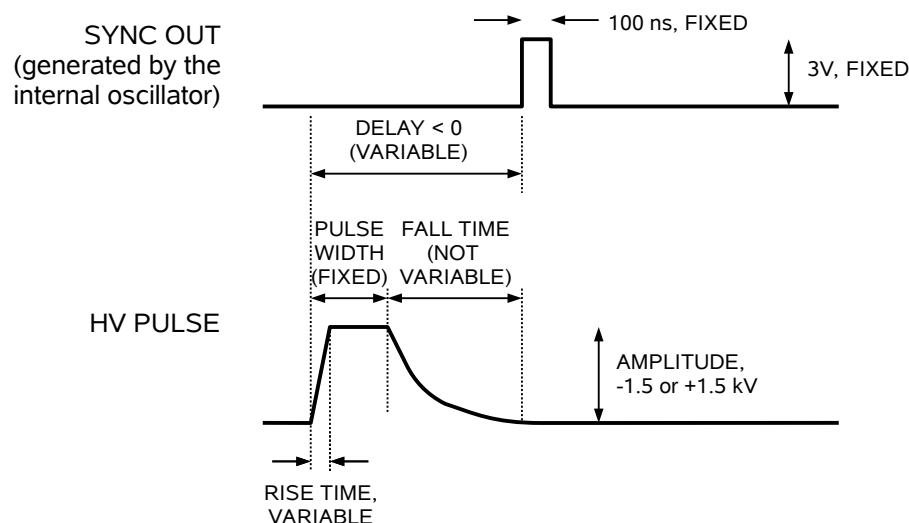 SYNC OUT
(generated by the
internal oscillator)
100 ns, FIXED
3V, FIXED
DELAY < 0
(VARIABLE)
PULSE
WIDTH
(FIXED)
FALL TIME
(NOT
VARIABLE)
HV PULSE
AMPLITUDE,
-1.5 or +1.5 kV
RISE TIME,
VARIABLE